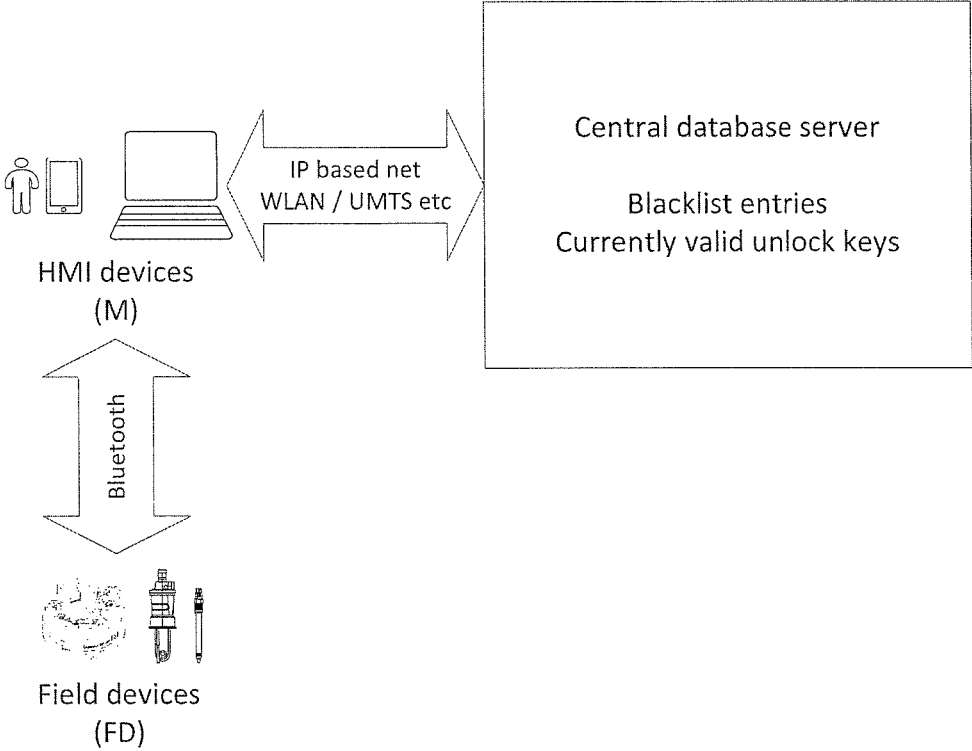 Central database server
Blacklist entries
Currently valid unlock keys
IP based net
WLAN / UMTS etc
HMI devices
(M)
Bluetooth
Field devices
(FD)